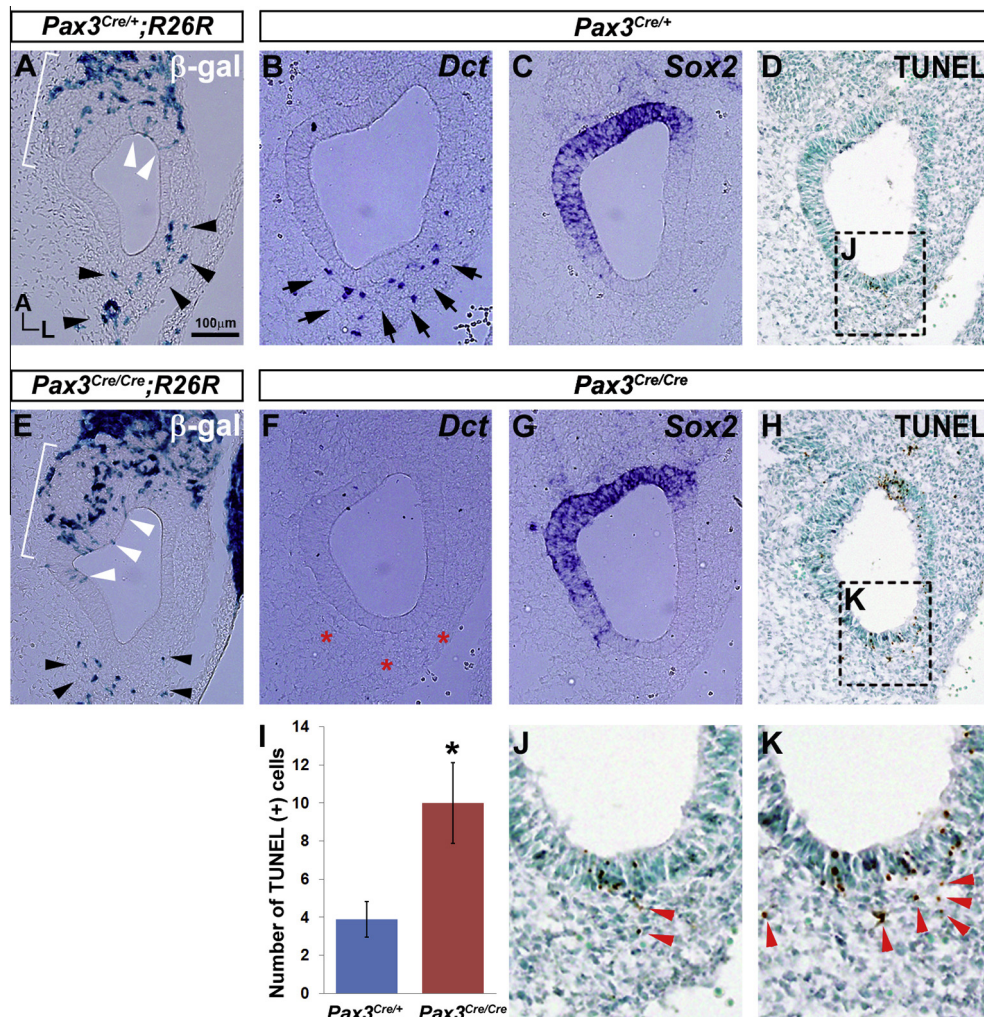 Pax3Cre/+;R26R
Pax3Cre/+
A
β-gal
B
Dct
C
Sox2
D
TUNEL
J
A
L
100μm
Pax3Cre/Cre;R26R
Pax3Cre/Cre
E
β-gal
F
Dct
G
Sox2
H
TUNEL
K
*
*
*
I
Number of TUNEL (+) cells
14
12
10
8
6
4
2
0
*
Pax3Cre/+
Pax3Cre/Cre
J
K